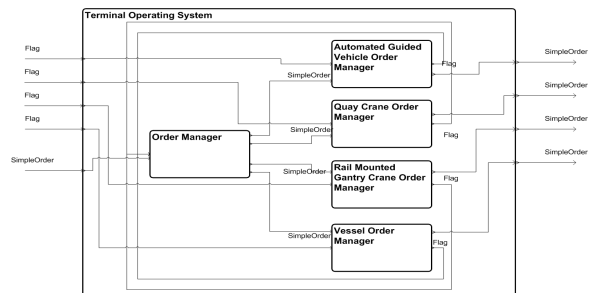 Terminal Operating System
Flag
Flag
Flag
Flag
SimpleOrder
Order Manager
Automated Guided
Vehicle Order
Manager
SimpleOrder
Flag
Quay Crane Order
Manager
SimpleOrder
Flag
Rail Mounted
Gantry Crane Order
Manager
SimpleOrder
Flag
Vessel Order
Manager
SimpleOrder
Flag
SimpleOrder
SimpleOrder
SimpleOrder
SimpleOrder